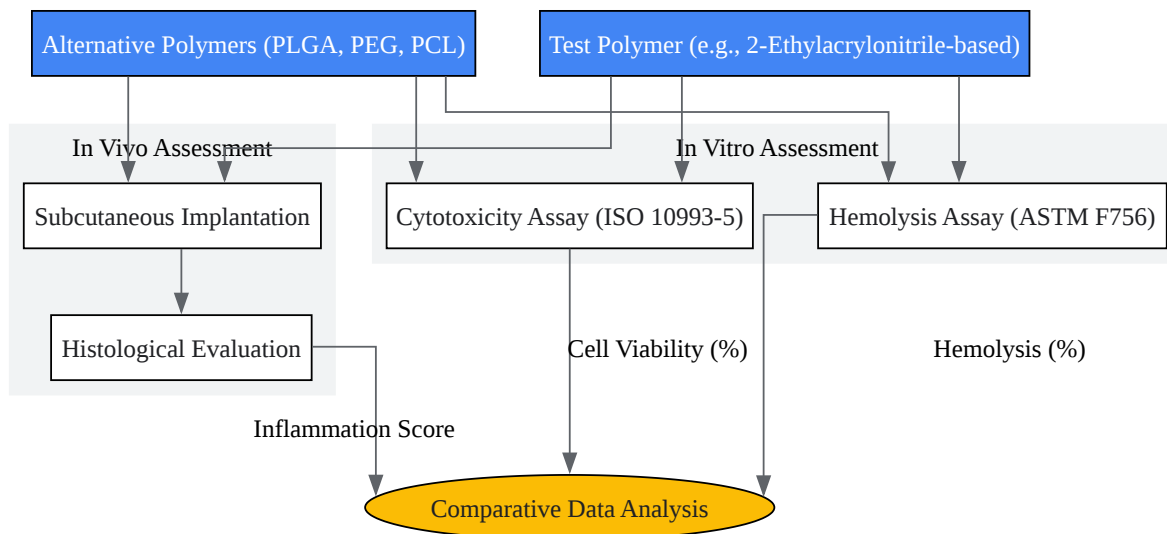 Alternative Polymers (PLGA, PEG, PCL)
Test Polymer (e.g., 2-Ethylacrylonitrile-based)
In Vivo Assessment
In Vitro Assessment
Subcutaneous Implantation
Cytotoxicity Assay (ISO 10993-5)
Hemolysis Assay (ASTM F756)
Histological Evaluation
Cell Viability (%)
Hemolysis (%)
Inflammation Score
Comparative Data Analysis